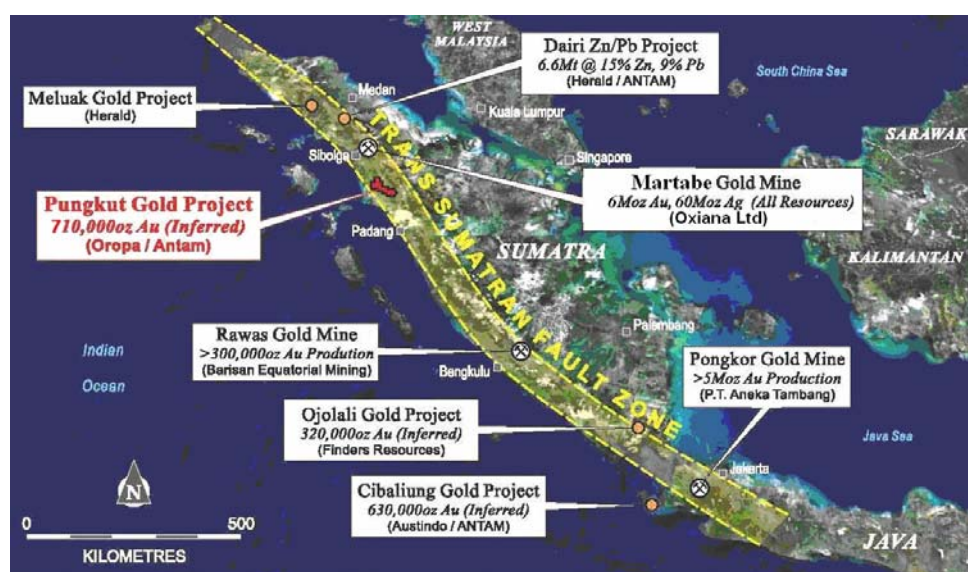 WEST
MALAYSIA
Dairi Zn/Pb Project
6.6Mt @ 15% Zn, 9% Pb
(Herald / ANTAM)
South China Sea
Meluak Gold Project
(Herald)
Medan
Kuala Lumpur
SARAWAK
Sibolga
Singapore
Martabe Gold Mine
6Moz Au, 60Moz Ag (All Resources)
(Oxiana Ltd)
Pungkut Gold Project
710,000oz Au (Inferred)
(Oropa / Antam)
Padang
SUMATRA
KALIMANTAN
TRANS SUMATRAN FAULT ZONE
Rawas Gold Mine
>300,000oz Au Prodution
(Barisan Equatorial Mining)
Palembang
Indian
Ocean
Bengkulu
Pongkor Gold Mine
>5Moz Au Production
(P.T. Aneka Tambang)
Ojolali Gold Project
320,000oz Au (Inferred)
(Finders Resources)
Java Sea
Jakarta
Cibaliung Gold Project
630,000oz Au (Inferred)
(Austindo / ANTAM)
N
0 500
KILOMETRES
JAVA